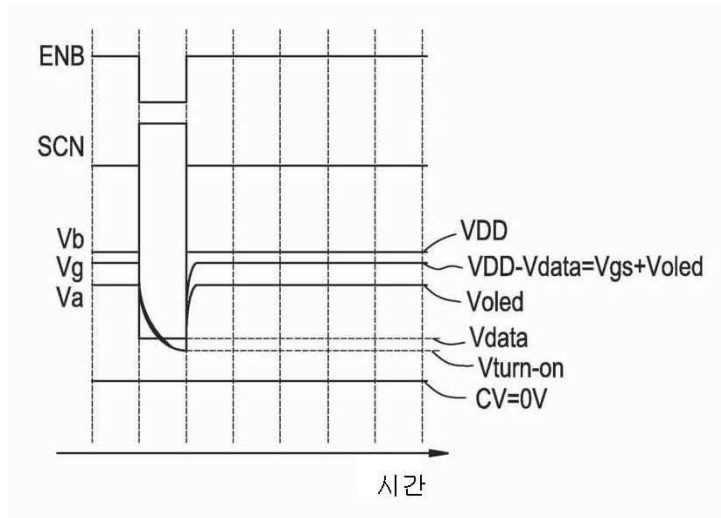 ENB
SCN
Vb
Vg
Va
VDD
VDD-Vdata=Vgs+Voled
Voled
Vdata
Vturn-on
CV=0V
시간